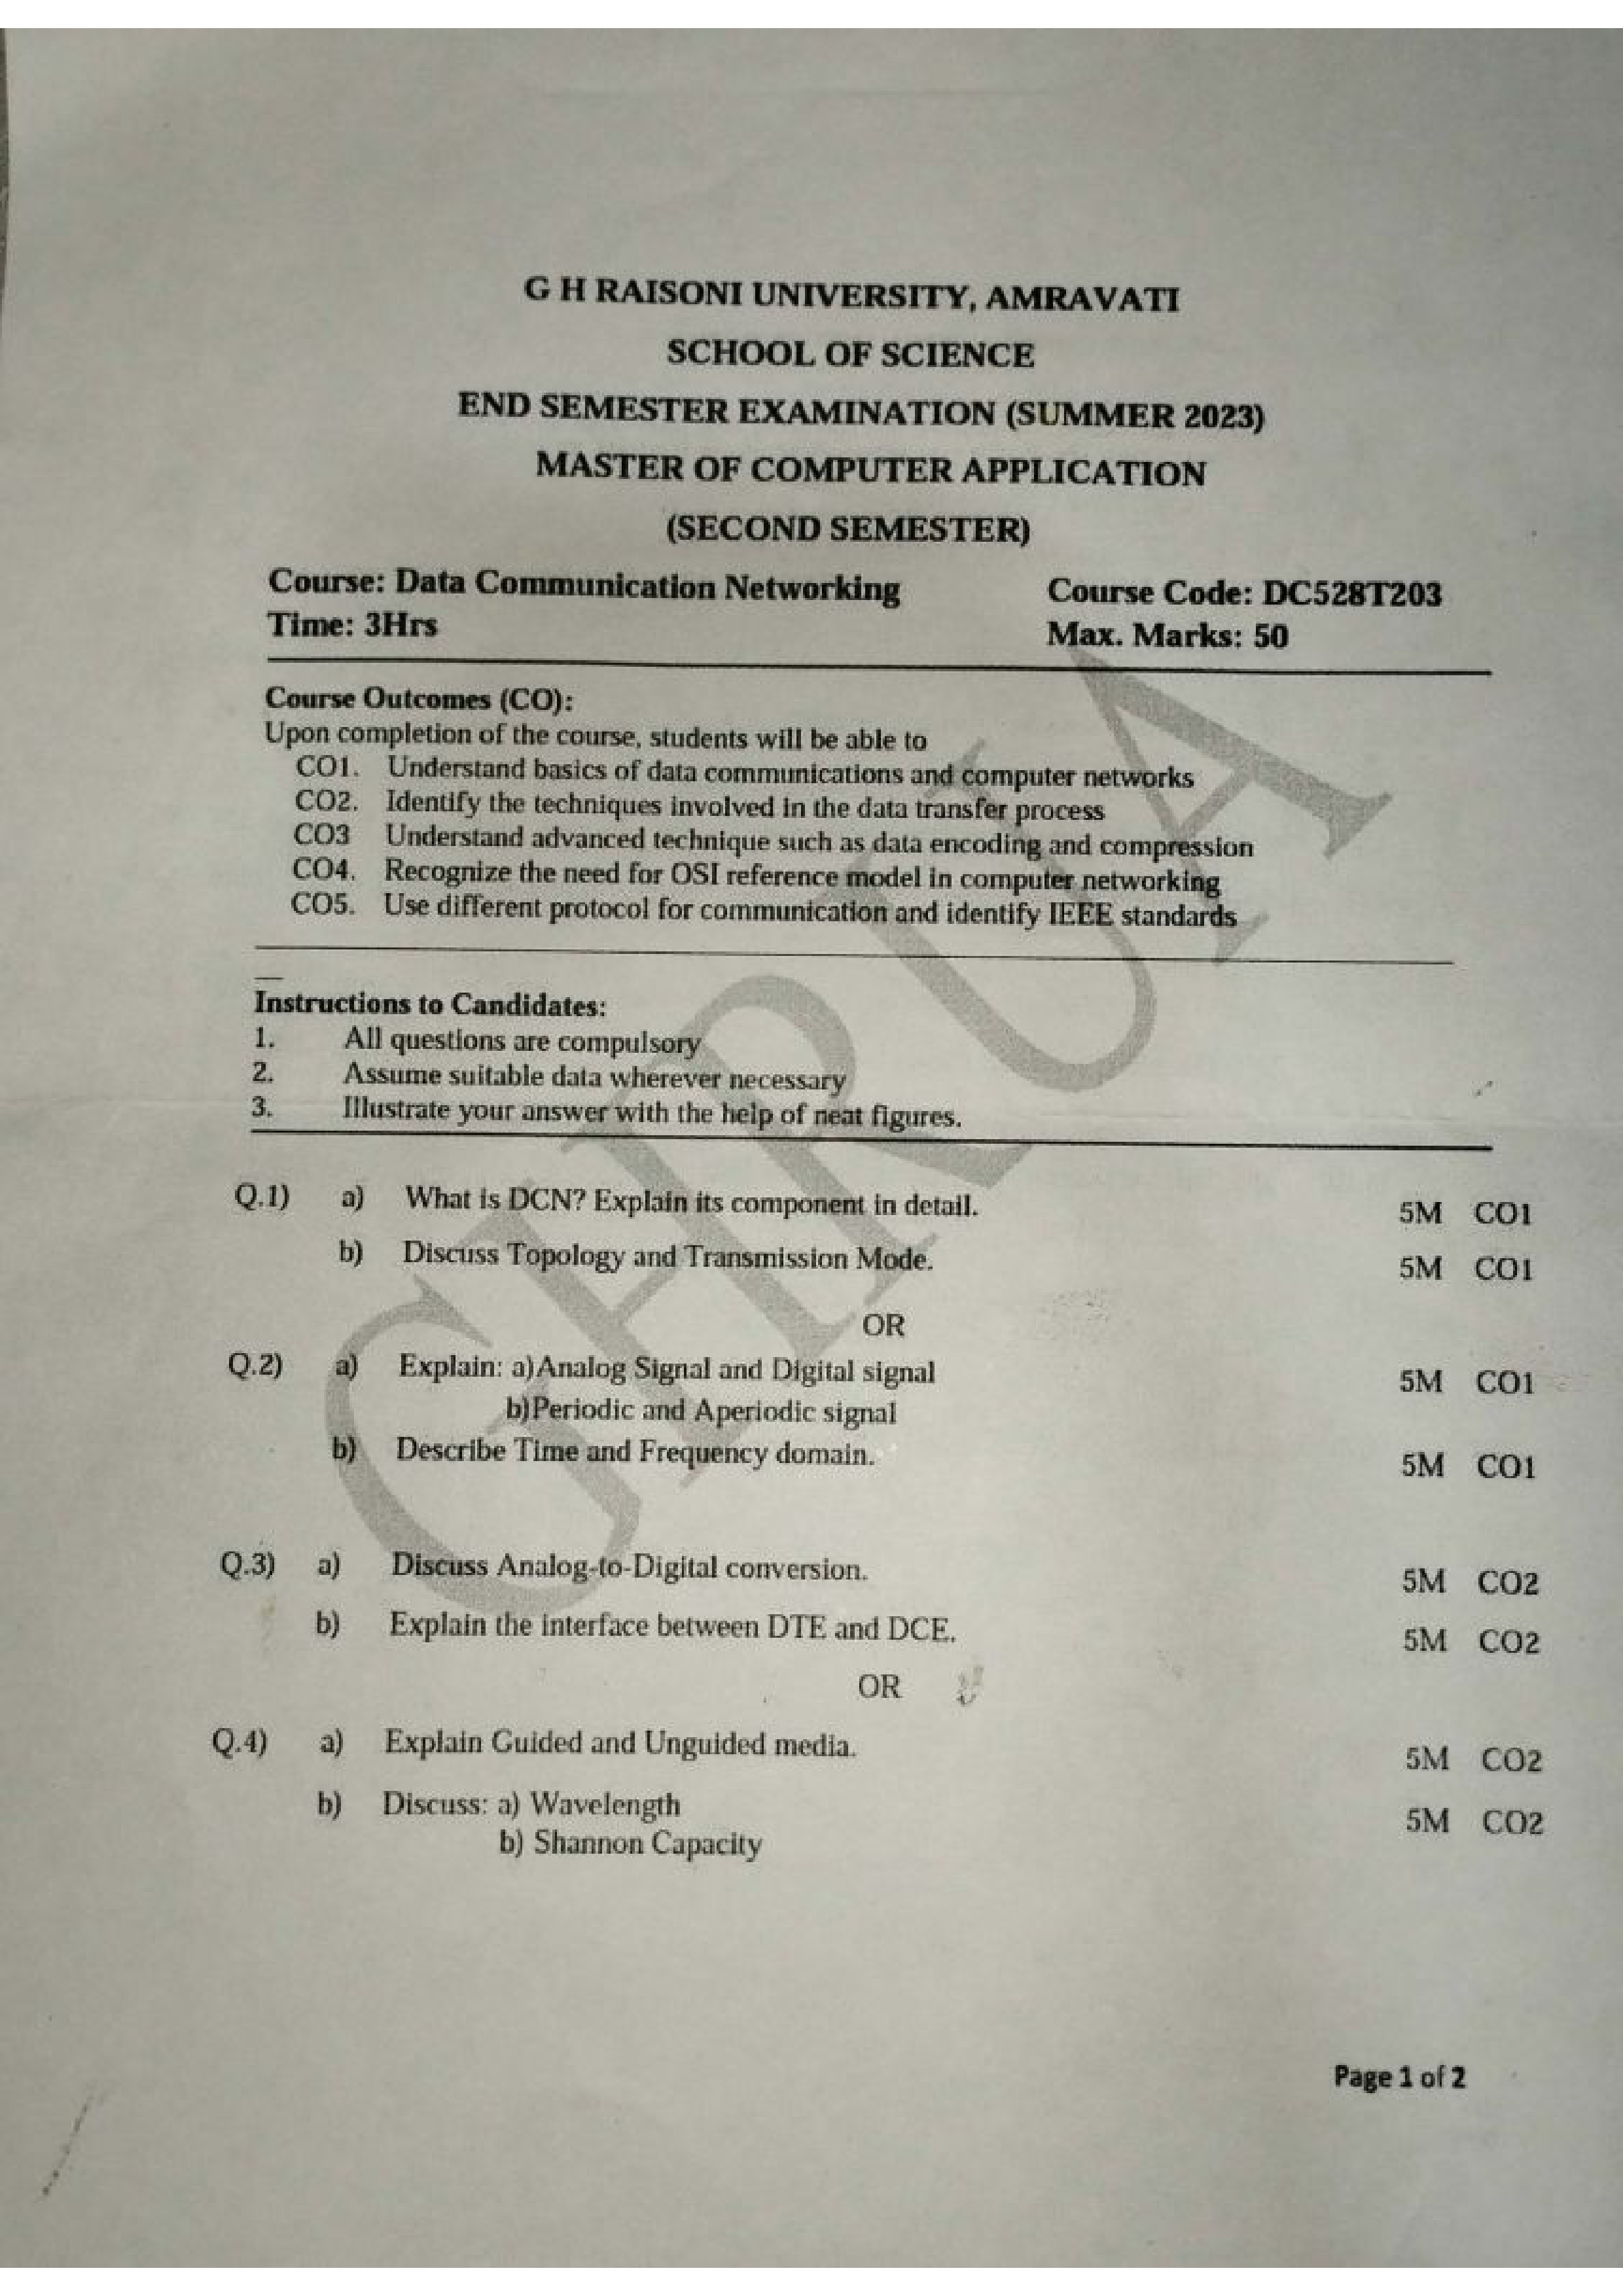 G H RAISONI UNIVERSITY, AMRAVATI
SCHOOL OF SCIENCE
END SEMESTER EXAMINATION (SUMMER 2023)
MASTER OF COMPUTER APPLICATION
(SECOND SEMESTER)
Course: Data Communication Networking Course Code: DC528T203
Time: 3Hrs Max. Marks: 50
Course Outcomes (CO):
Upon completion of the course, students will be able to
CO1. Understand basics of data communications and computer networks
CO2. Identify the techniques involved in the data transfer process
CO3 Understand advanced technique such as data encoding and compression
CO4. Recognize the need for OSI reference model in computer networking
CO5. Use different protocol for communication and identify IEEE standards
Instructions to Candidates:
1. All questions are compulsory
2. Assume suitable data wherever necessary
3. Illustrate your answer with the help of neat figures.
Q.1) a) What is DCN? Explain its component in detail. 5M CO1
b) Discuss Topology and Transmission Mode. 5M CO1
OR
Q.2) a) Explain: a)Analog Signal and Digital signal 5M CO1
b)Periodic and Aperiodic signal
b) Describe Time and Frequency domain. 5M CO1
Q.3) a) Discuss Analog-to-Digital conversion. 5M CO2
b) Explain the interface between DTE and DCE. 5M CO2
OR
Q.4) a) Explain Guided and Unguided media. 5M CO2
b) Discuss: a) Wavelength 5M CO2
b) Shannon Capacity
Page 1 of 2
GHRUA